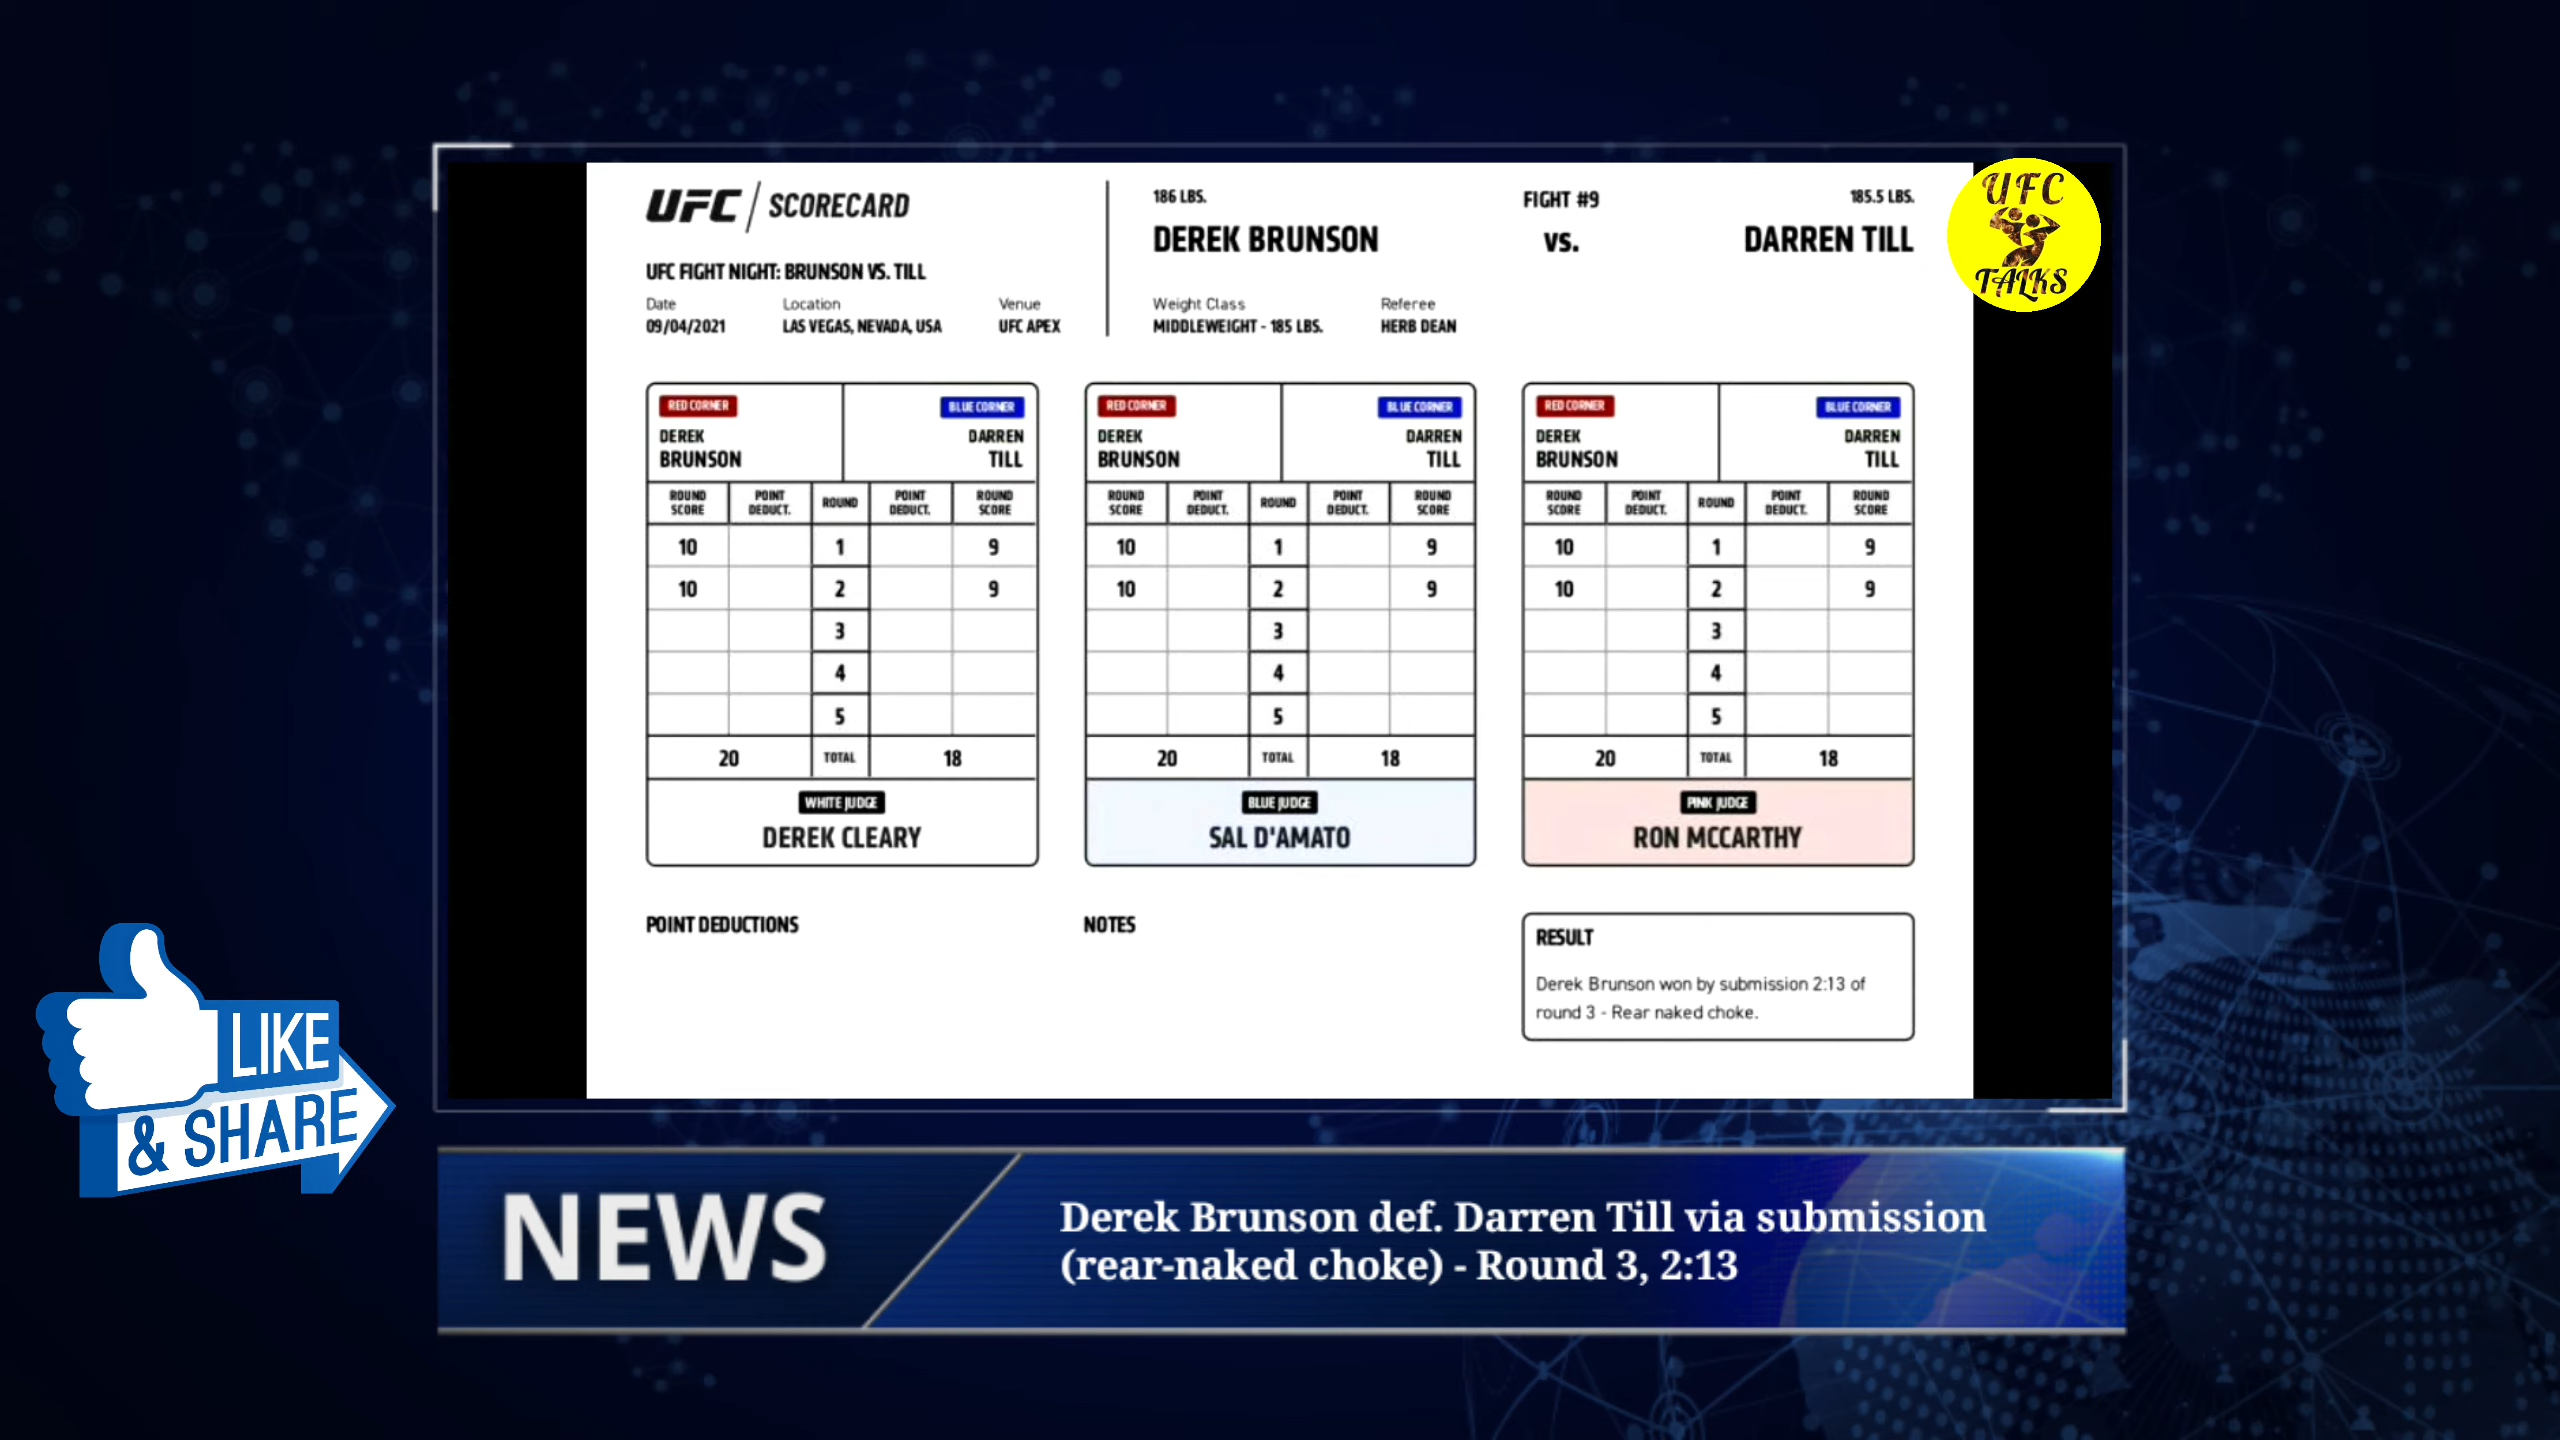 UFC / SCORECARD
UFC FIGHT NIGHT: BRUNSON VS. TILL
Date Location Venue
09/04/2021 LAS VEGAS, NEVADA, USA UFC APEX
186 LBS. FIGHT #9 185.5 LBS.
DEREK BRUNSON VS. DARREN TILL
Weight Class Referee
MIDDLEWEIGHT - 185 LBS. HERB DEAN
UFC
TALKS
RED CORNER BLUE CORNER
DEREK DARREN
BRUNSON TILL
ROUND SCORE POINT DEDUCT. ROUND POINT DEDUCT. ROUND SCORE
10 1 9
10 2 9
3
4
5
20 TOTAL 18
WHITE JUDGE
DEREK CLEARY
RED CORNER BLUE CORNER
DEREK DARREN
BRUNSON TILL
ROUND SCORE POINT DEDUCT. ROUND POINT DEDUCT. ROUND SCORE
10 1 9
10 2 9
3
4
5
20 TOTAL 18
BLUE JUDGE
SAL D'AMATO
RED CORNER BLUE CORNER
DEREK DARREN
BRUNSON TILL
ROUND SCORE POINT DEDUCT. ROUND POINT DEDUCT. ROUND SCORE
10 1 9
10 2 9
3
4
5
20 TOTAL 18
PINK JUDGE
RON MCCARTHY
POINT DEDUCTIONS
NOTES
RESULT
Derek Brunson won by submission 2:13 of
round 3 - Rear naked choke.
LIKE
& SHARE
NEWS
Derek Brunson def. Darren Till via submission
(rear-naked choke) - Round 3, 2:13